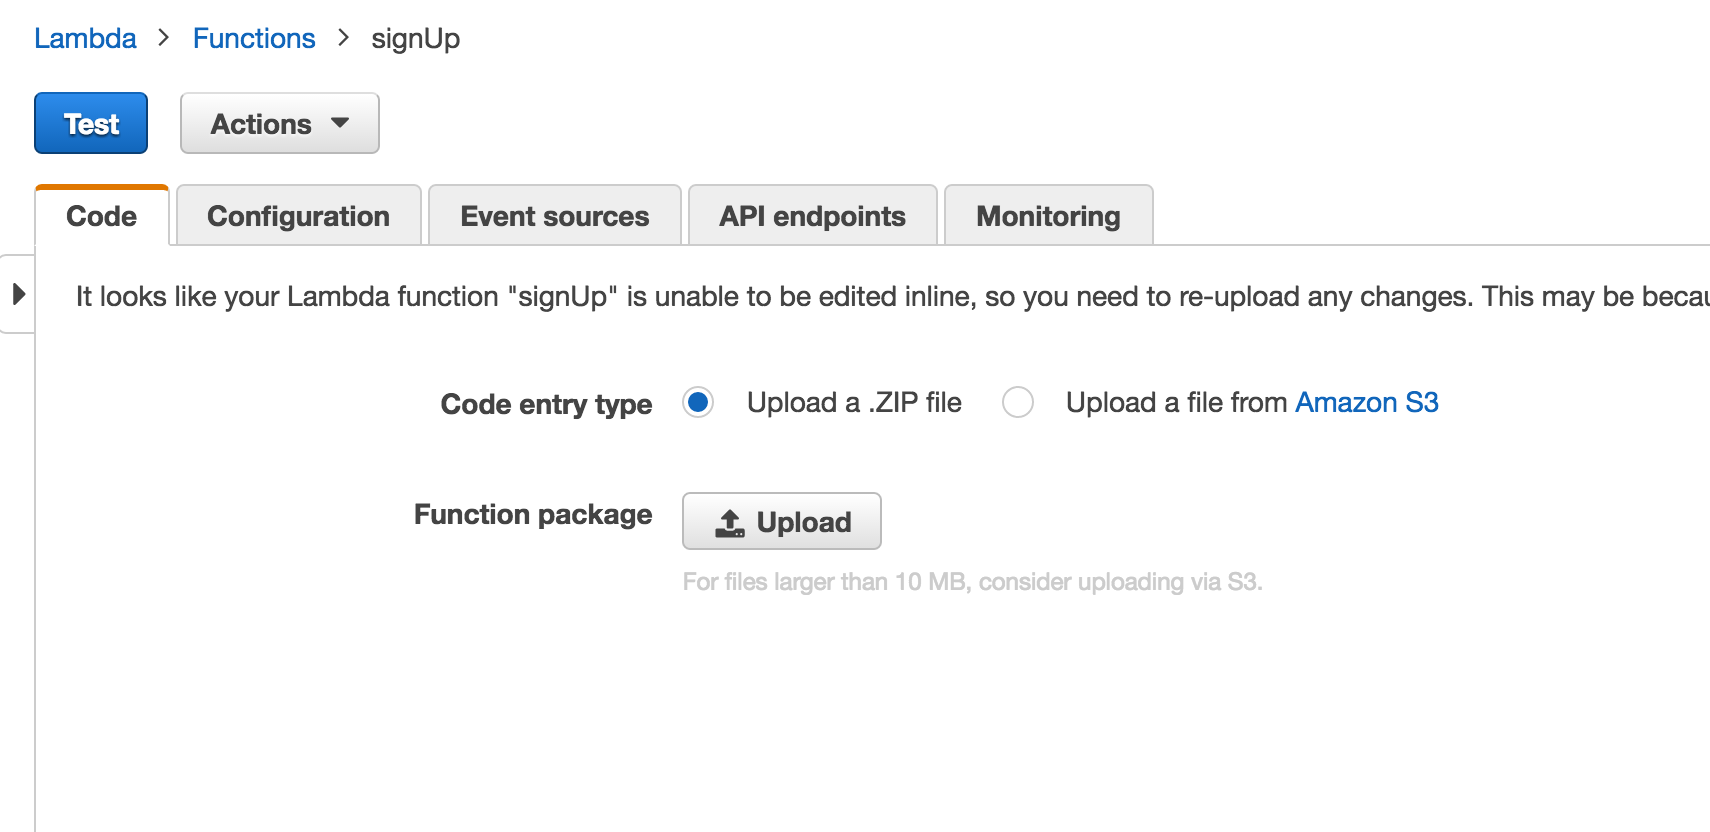 Lambda > Functions > signUp
Test Actions
Code Configuration Event sources API endpoints Monitoring
It looks like your Lambda function "signUp" is unable to be edited inline, so you need to re-upload any changes. This may be becau
Code entry type Upload a .ZIP file Upload a file from Amazon S3
Function package Upload
For files larger than 10 MB, consider uploading via S3.